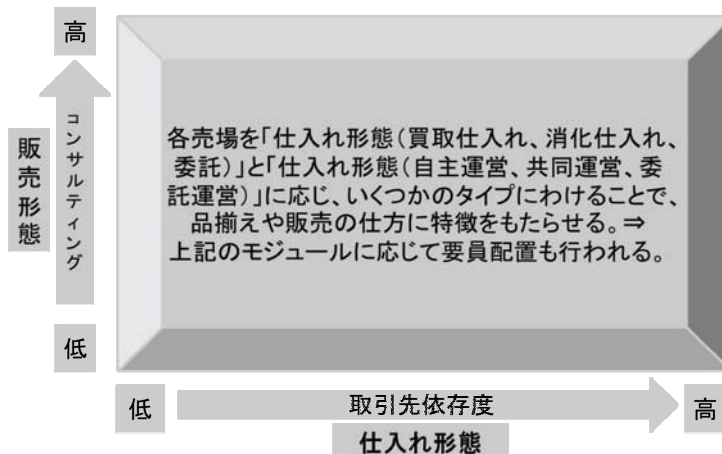 高
販売形態
コンサルティング
各売場を「仕入れ形態（買取仕入れ、消化仕入れ、
委託）」と「仕入れ形態（自主運営、共同運営、委
託運営）」に応じ、いくつかのタイプにわけることで、
品揃えや販売の仕方に特徴をもたらせる。⇒
上記のモジュールに応じて要員配置も行われる。
低
低
取引先依存度
高
仕入れ形態